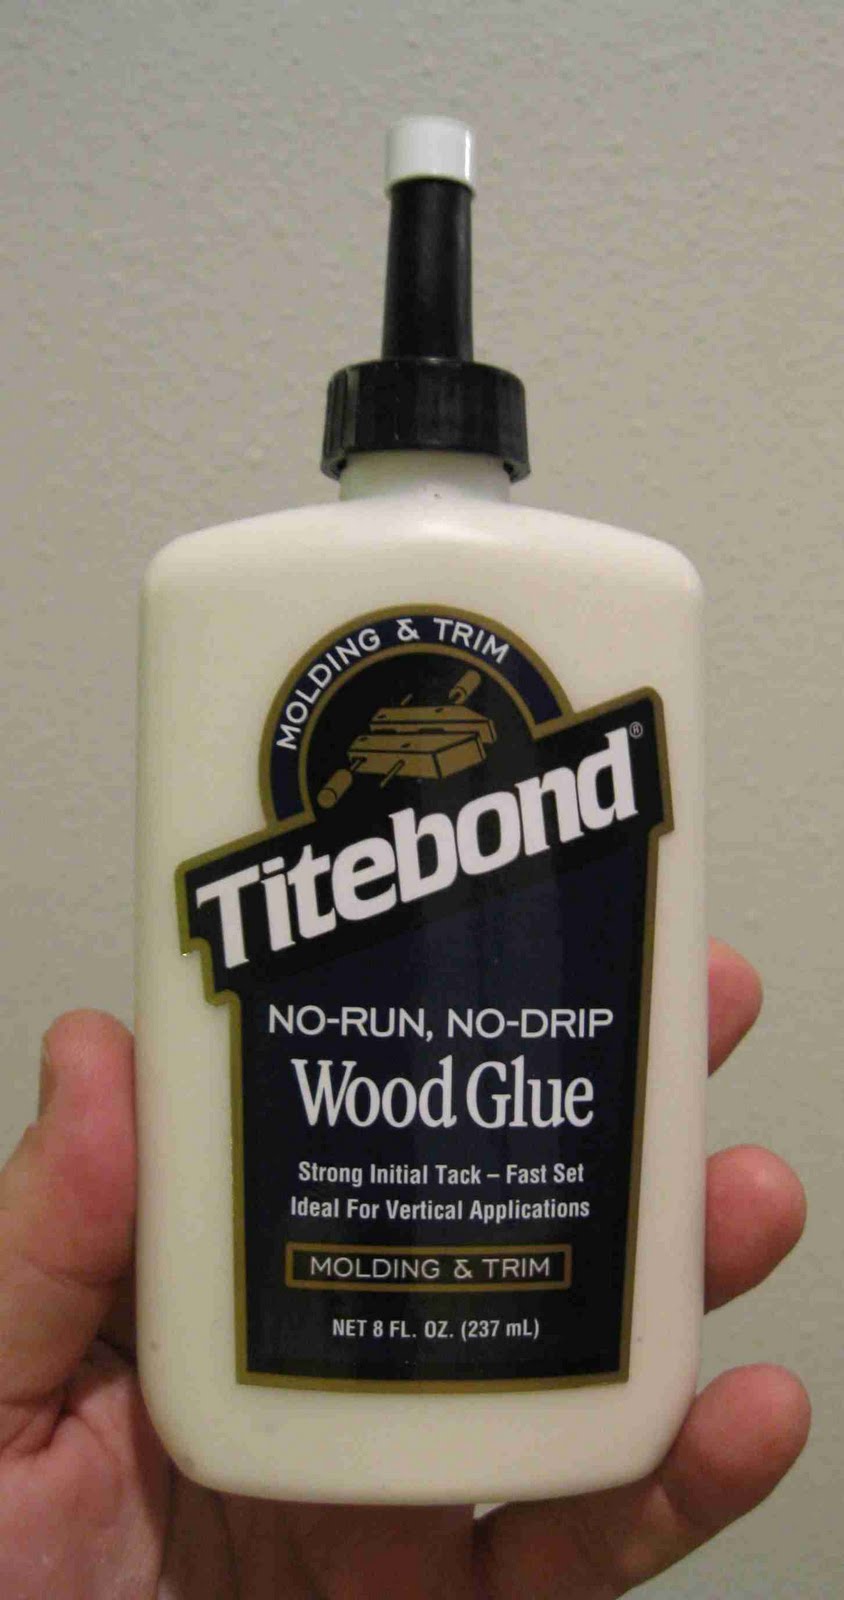 MOLDING & TRIM
Titebond®
NO-RUN, NO-DRIP
Wood Glue
Strong Initial Tack – Fast Set
Ideal For Vertical Applications
MOLDING & TRIM
NET 8 FL. OZ. (237 mL)